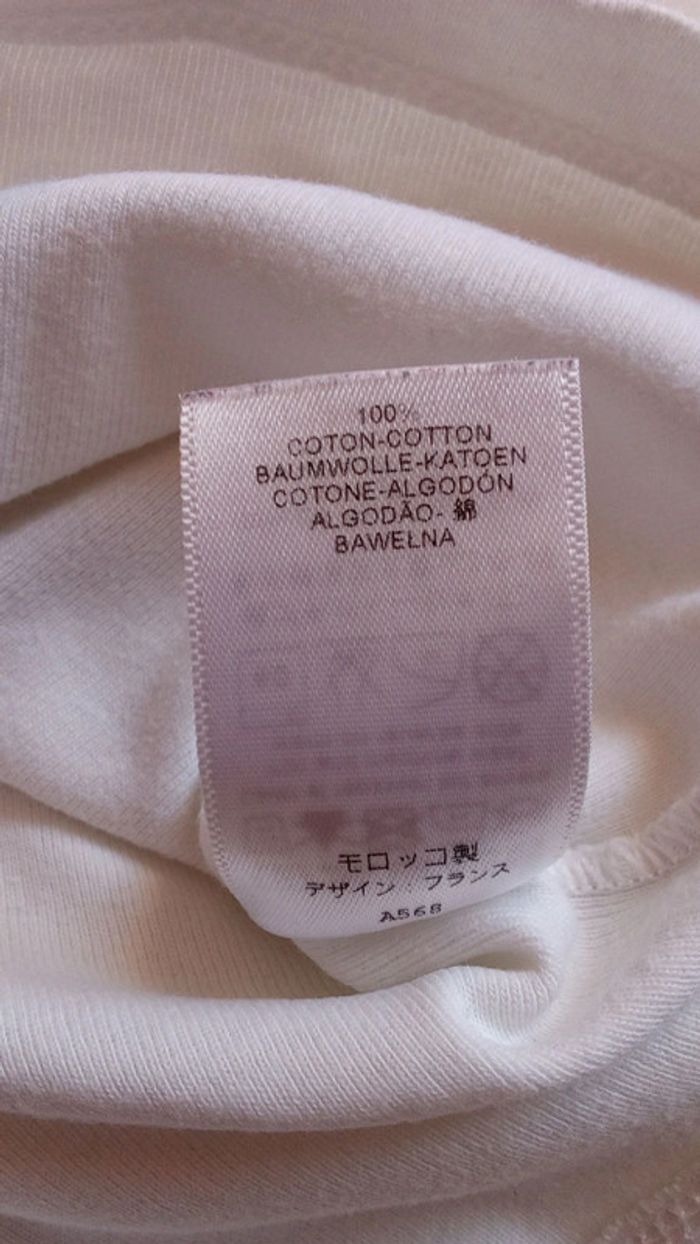 100%
COTON-COTTON
BAUMWOLLE-KATOEN
COTONE-ALGODÓN
ALGODÃO- 綿
BAWEŁNA
モロッコ製
デザイン : フランス
A568